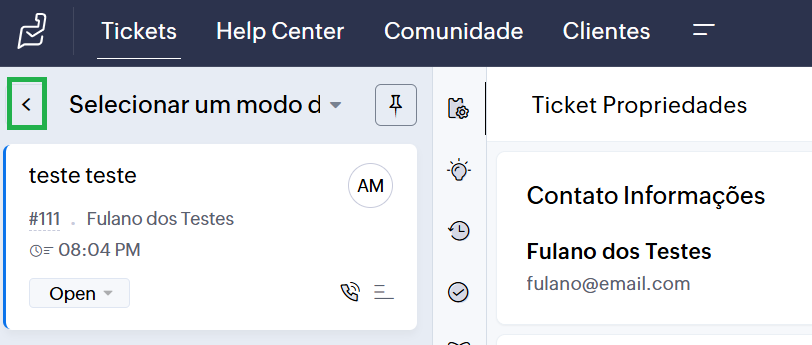 Tickets Help Center Comunidade Clientes
Selecionar um modo d
Ticket Propriedades
teste teste
AM
#111 . Fulano dos Testes
08:04 PM
Open
Contato Informações
Fulano dos Testes
fulano@email.com